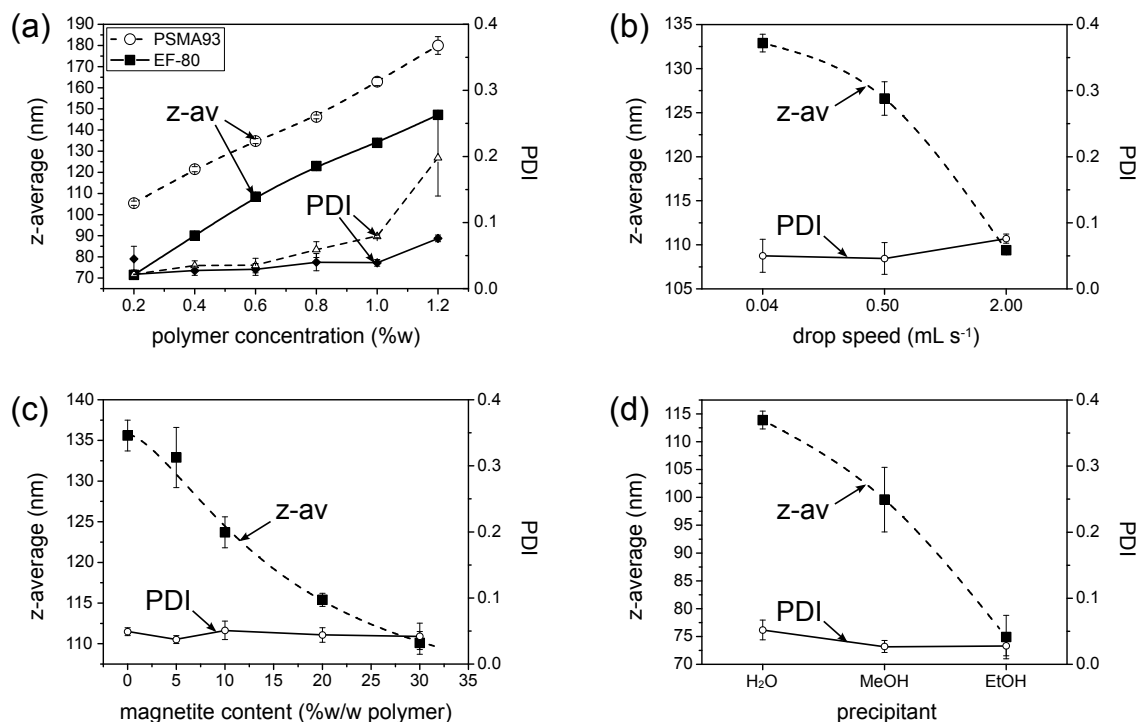 (a)
190
180
170
160
150
140
130
120
110
100
90
80
70
z-average (nm)
PSMA93
EF-80
z-av
PDI
0.4
0.3
0.2
0.1
0.0
PDI
0.2 0.4 0.6 0.8 1.0 1.2
polymer concentration (%w)
(b)
135
130
125
120
115
110
105
z-average (nm)
z-av
PDI
0.4
0.3
0.2
0.1
0.0
PDI
0.04 0.50 2.00
drop speed (mL s⁻¹)
(c)
140
135
130
125
120
115
110
z-average (nm)
z-av
PDI
0.4
0.3
0.2
0.1
0.0
PDI
0 5 10 15 20 25 30 35
magnetite content (%w/w polymer)
(d)
115
110
105
100
95
90
85
80
75
70
z-average (nm)
z-av
PDI
0.4
0.3
0.2
0.1
0.0
PDI
H₂O MeOH EtOH
precipitant